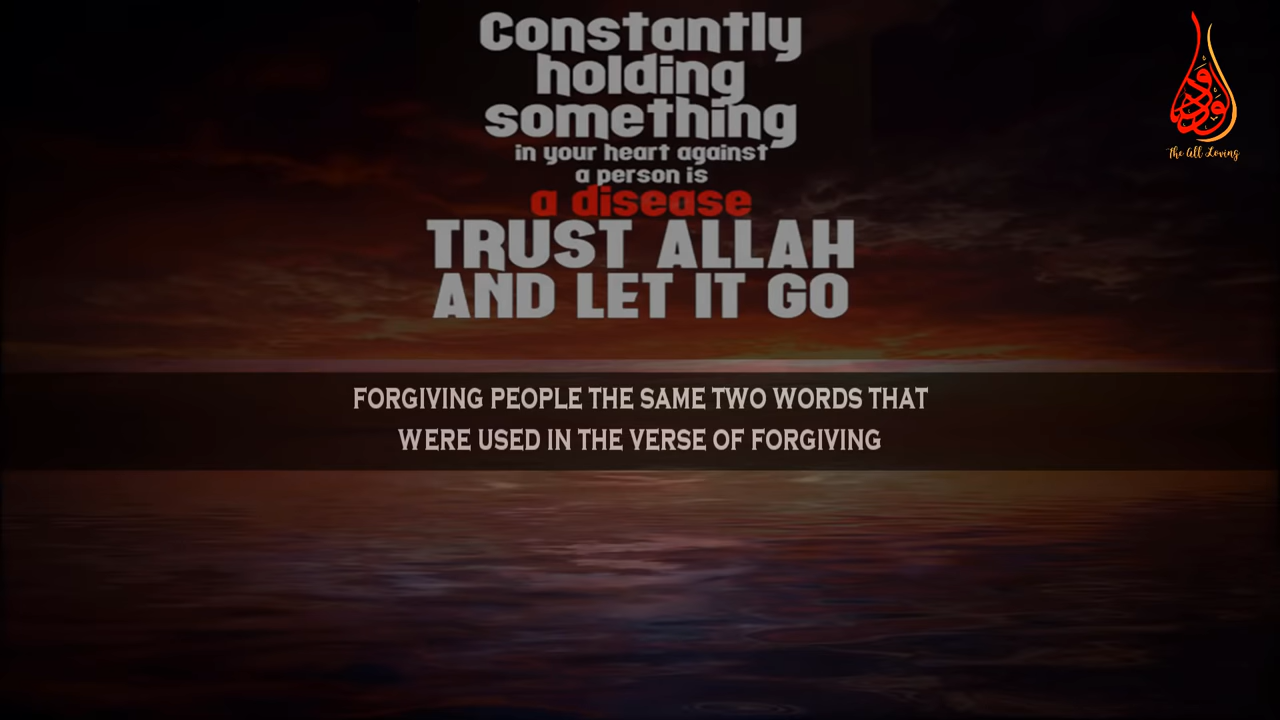 Constantly
holding
something
in your heart against
a person is
a disease
TRUST ALLAH
AND LET IT GO
ودود
The All Loving
FORGIVING PEOPLE THE SAME TWO WORDS THAT
WERE USED IN THE VERSE OF FORGIVING